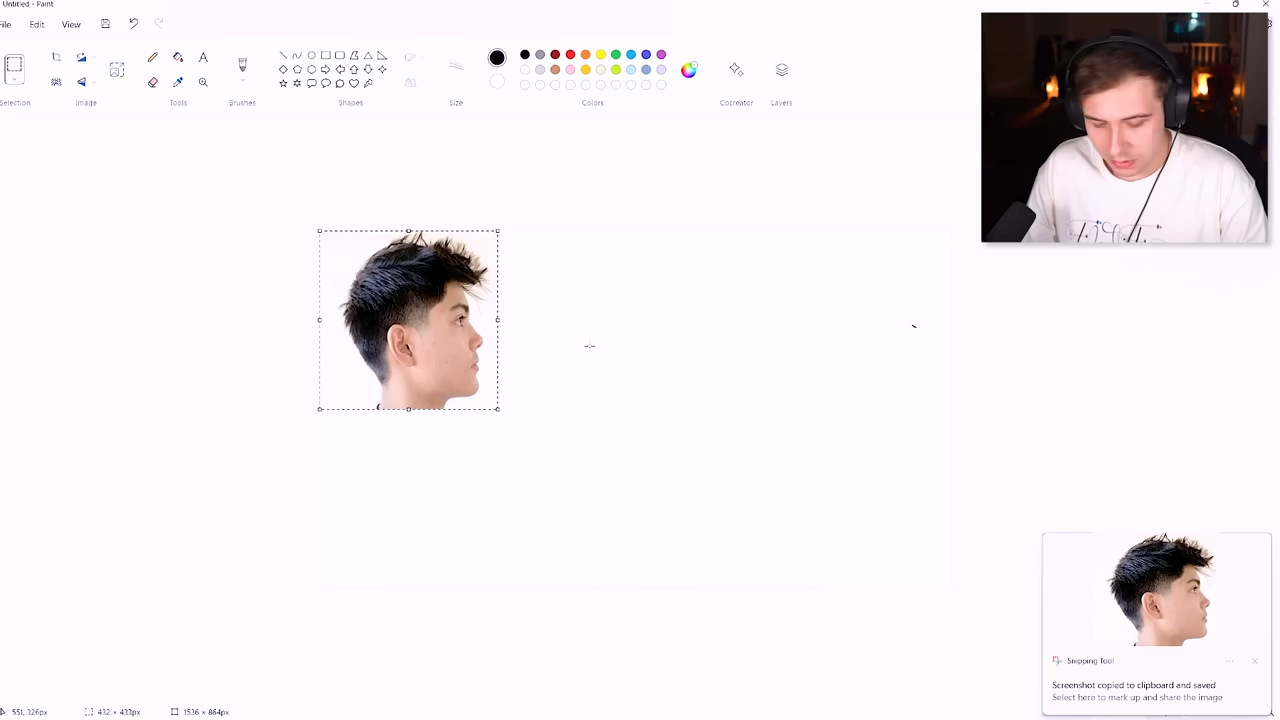 Untitled - Paint
File Edit View
Selection
Image
Tools
Brushes
Shapes
Size
Colors
Cocreator
Layers
Snipping Tool
Screenshot copied to clipboard and saved
Select here to mark up and share the image
551, 326px
432 × 433px
1536 × 864px